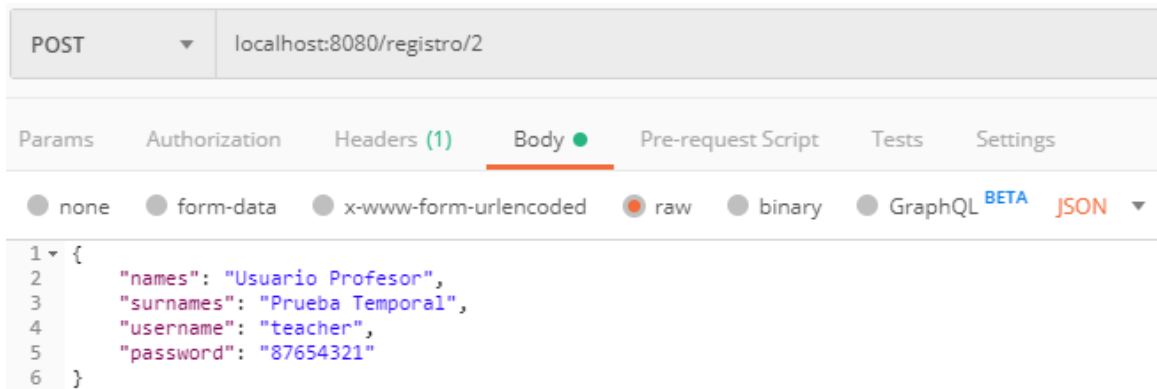 POST localhost:8080/registro/2
Params Authorization Headers (1) Body Pre-request Script Tests Settings
none form-data x-www-form-urlencoded raw binary GraphQL BETA JSON
1 {
2 "names": "Usuario Profesor",
3 "surnames": "Prueba Temporal",
4 "username": "teacher",
5 "password": "87654321"
6 }